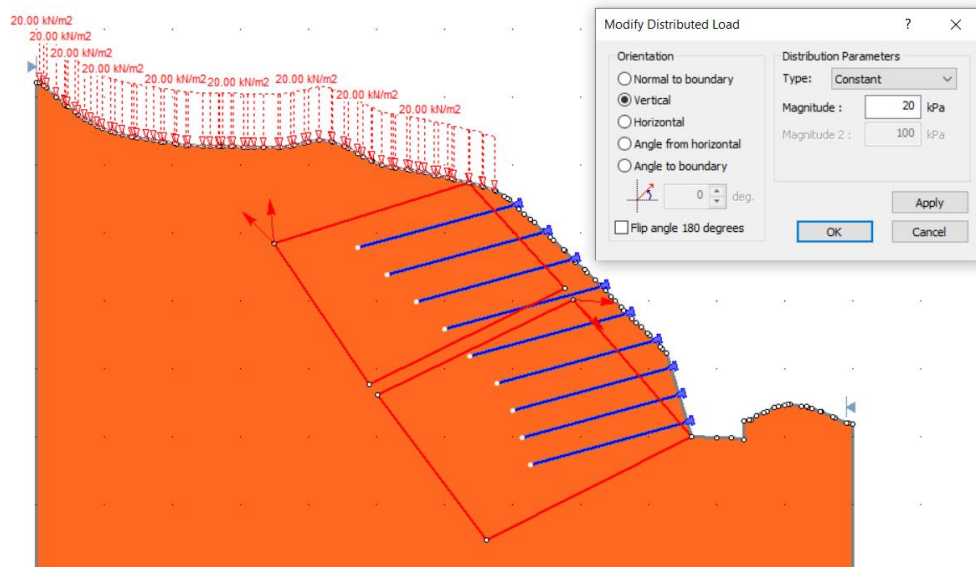 20.00 kN/m2
20.00 kN/m2
20.00 kN/m2
20.00 kN/m2
20.00 kN/m2
20.00 kN/m2
20.00 kN/m2
20.00 kN/m2
20.00 kN/m2
Modify Distributed Load
?
Orientation
Normal to boundary
Vertical
Horizontal
Angle from horizontal
Angle to boundary
0 deg.
Flip angle 180 degrees
Distribution Parameters
Type: Constant
Magnitude : 20 kPa
Magnitude 2 : 100 kPa
Apply
OK
Cancel